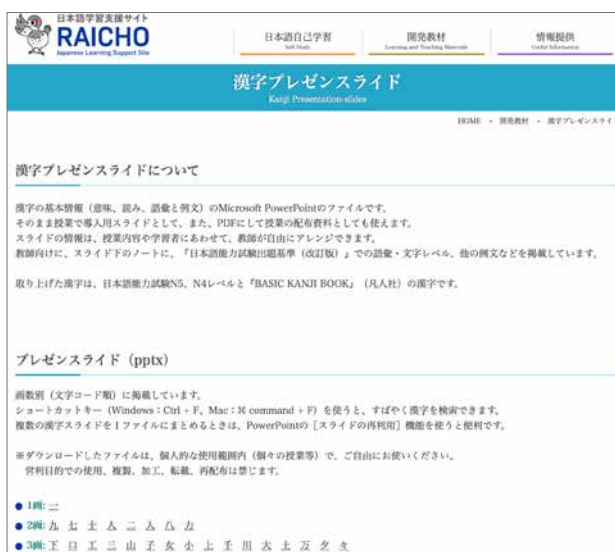 日本語学習支援サイト
RAICHO
Japanese Learning Support Site
日本語自己学習
Self Study
開発教材
Learning and Teaching Materials
情報提供
Useful Information
漢字プレゼンスライド
Kanji Presentation-slides
HOME » 開発教材 » 漢字プレゼンスライ
漢字プレゼンスライドについて
漢字の基本情報（意味、読み、語彙と例文）のMicrosoft PowerPointのファイルです。
そのまま授業で導入用スライドとして、また、PDFにして授業の配布資料としても使えます。
スライドの情報は、授業内容や学習者にあわせて、教師が自由にアレンジできます。
教師向けに、スライド下のノートに、『日本語能力試験出題基準（改訂版）』での語彙・文字レベル、他の例文などを掲載しています。
取り上げた漢字は、日本語能力試験N5、N4レベルと『BASIC KANJI BOOK』（凡人社）の漢字です。
プレゼンスライド（pptx）
画数別（文字コード順）に掲載しています。
ショートカットキー（Windows：Ctrl + F、Mac：⌘ command + F）を使うと、すばやく漢字を検索できます。
複数の漢字スライドを1ファイルにまとめるときは、PowerPointの［スライドの再利用］機能を使うと便利です。
※ダウンロードしたファイルは、個人的な使用範囲内（個々の授業等）で、ご自由にお使いください。
営利目的での使用、複製、加工、転載、再配布は禁じます。
● 1画: 一
● 2画: 九 七 十 人 二 入 八 力
● 3画: 下 口 工 三 山 子 女 小 上 千 川 大 土 万 夕 々